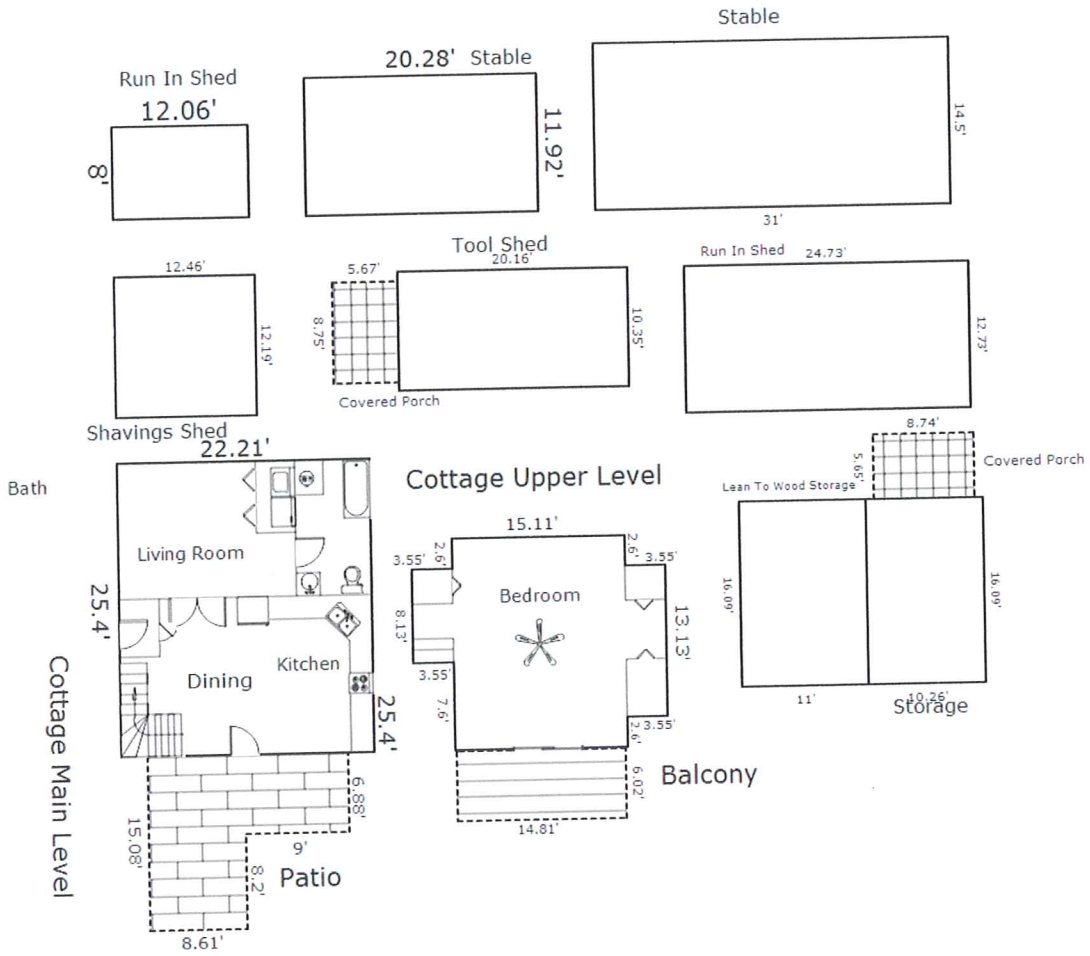 Stable
20.28' Stable
Run In Shed
12.06'
8'
11.92'
14.5'
31'
Tool Shed
20.16'
Run In Shed 24.73'
12.46'
5.67'
12.19'
8.75'
10.35'
12.73'
Covered Porch
Shavings Shed
22.21'
8.74'
5.65'
Covered Porch
Bath
Cottage Upper Level
Lean To Wood Storage
15.11'
2.6'
2.6'
3.55'
3.55'
Living Room
Bedroom
25.4'
8.13'
13.13'
16.09'
16.09'
Kitchen
Dining
3.55'
7.6'
25.4'
2.6'
3.55'
11'
10.26'
Storage
Cottage Main Level
6.88'
6.02'
Balcony
15.08'
14.81'
9'
8.2'
Patio
8.61'